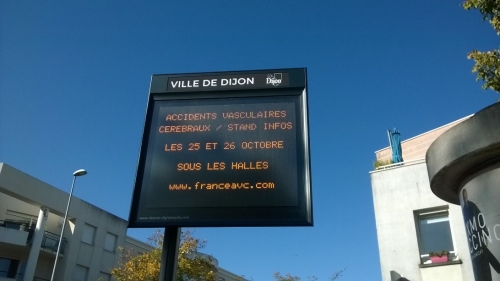 VILLE DE DIJON
Dijon
ACCIDENTS VASCULAIRES
CEREBRAUX / STAND INFOS
LES 25 ET 26 OCTOBRE
SOUS LES HALLES
www.franceavc.com